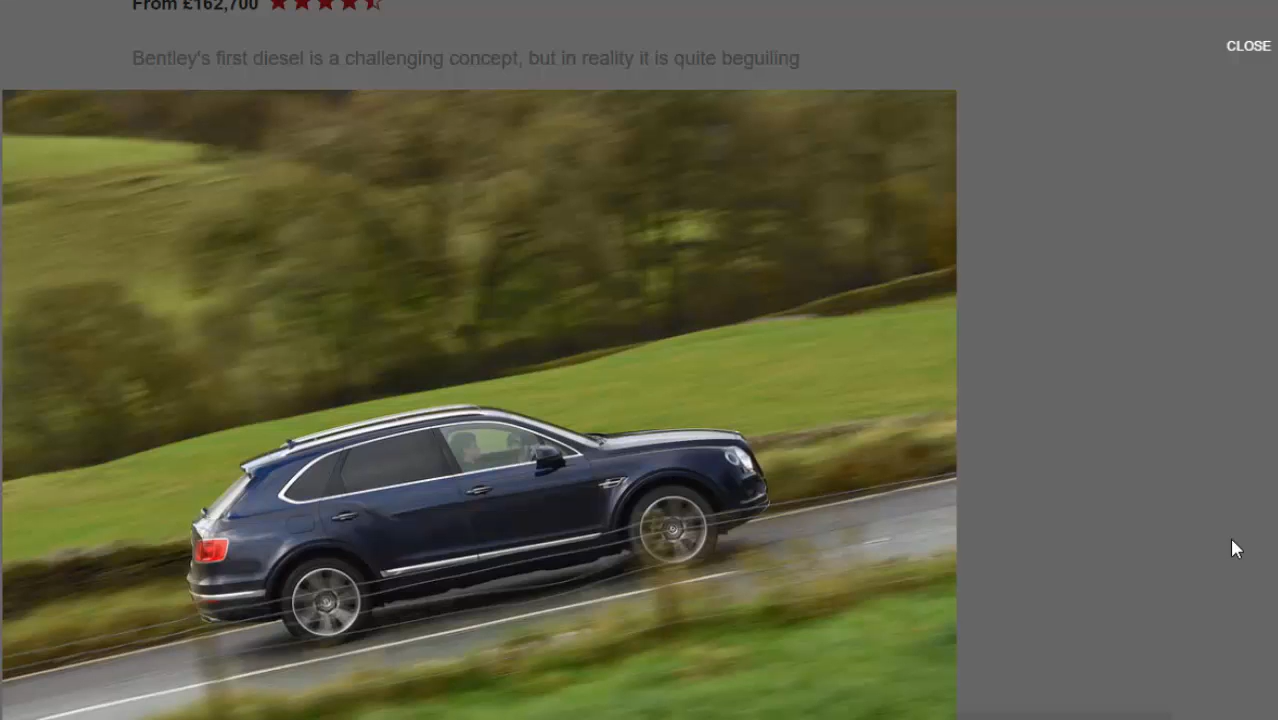 From £162,700
Bentley's first diesel is a challenging concept, but in reality it is quite beguiling
CLOSE